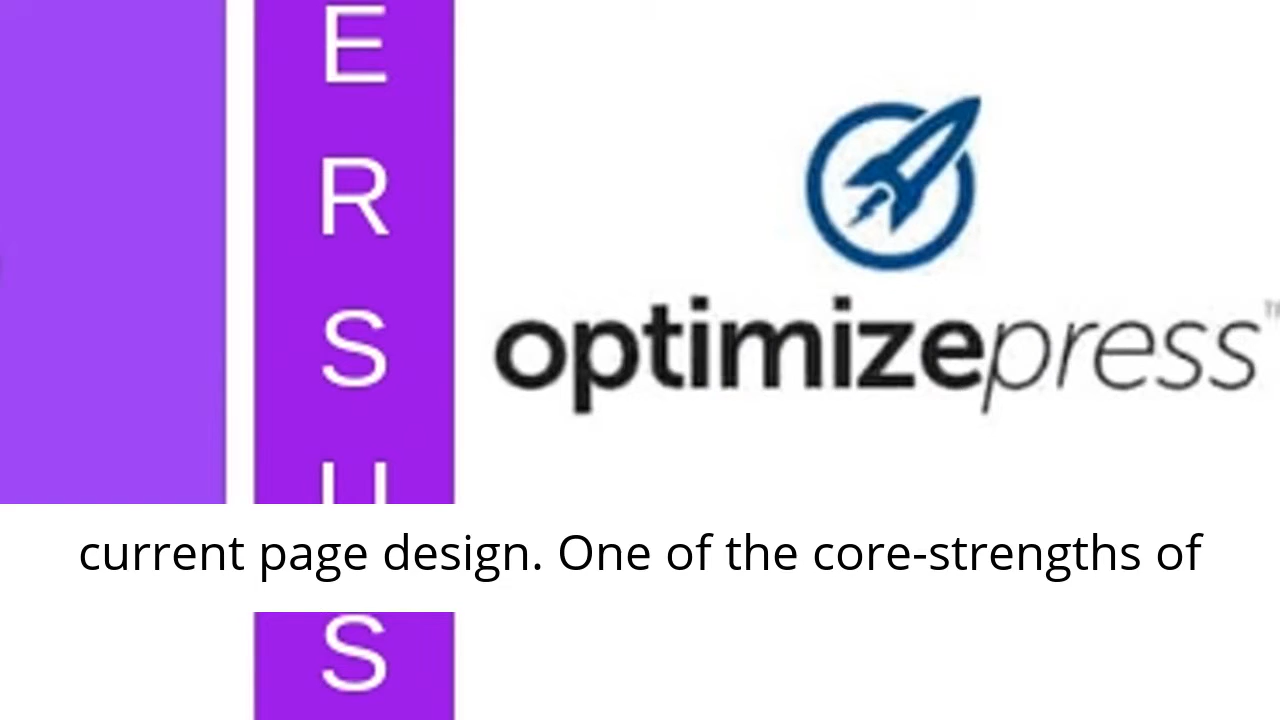 E
R
S
U
S
optimizepress
current page design. One of the core-strengths of